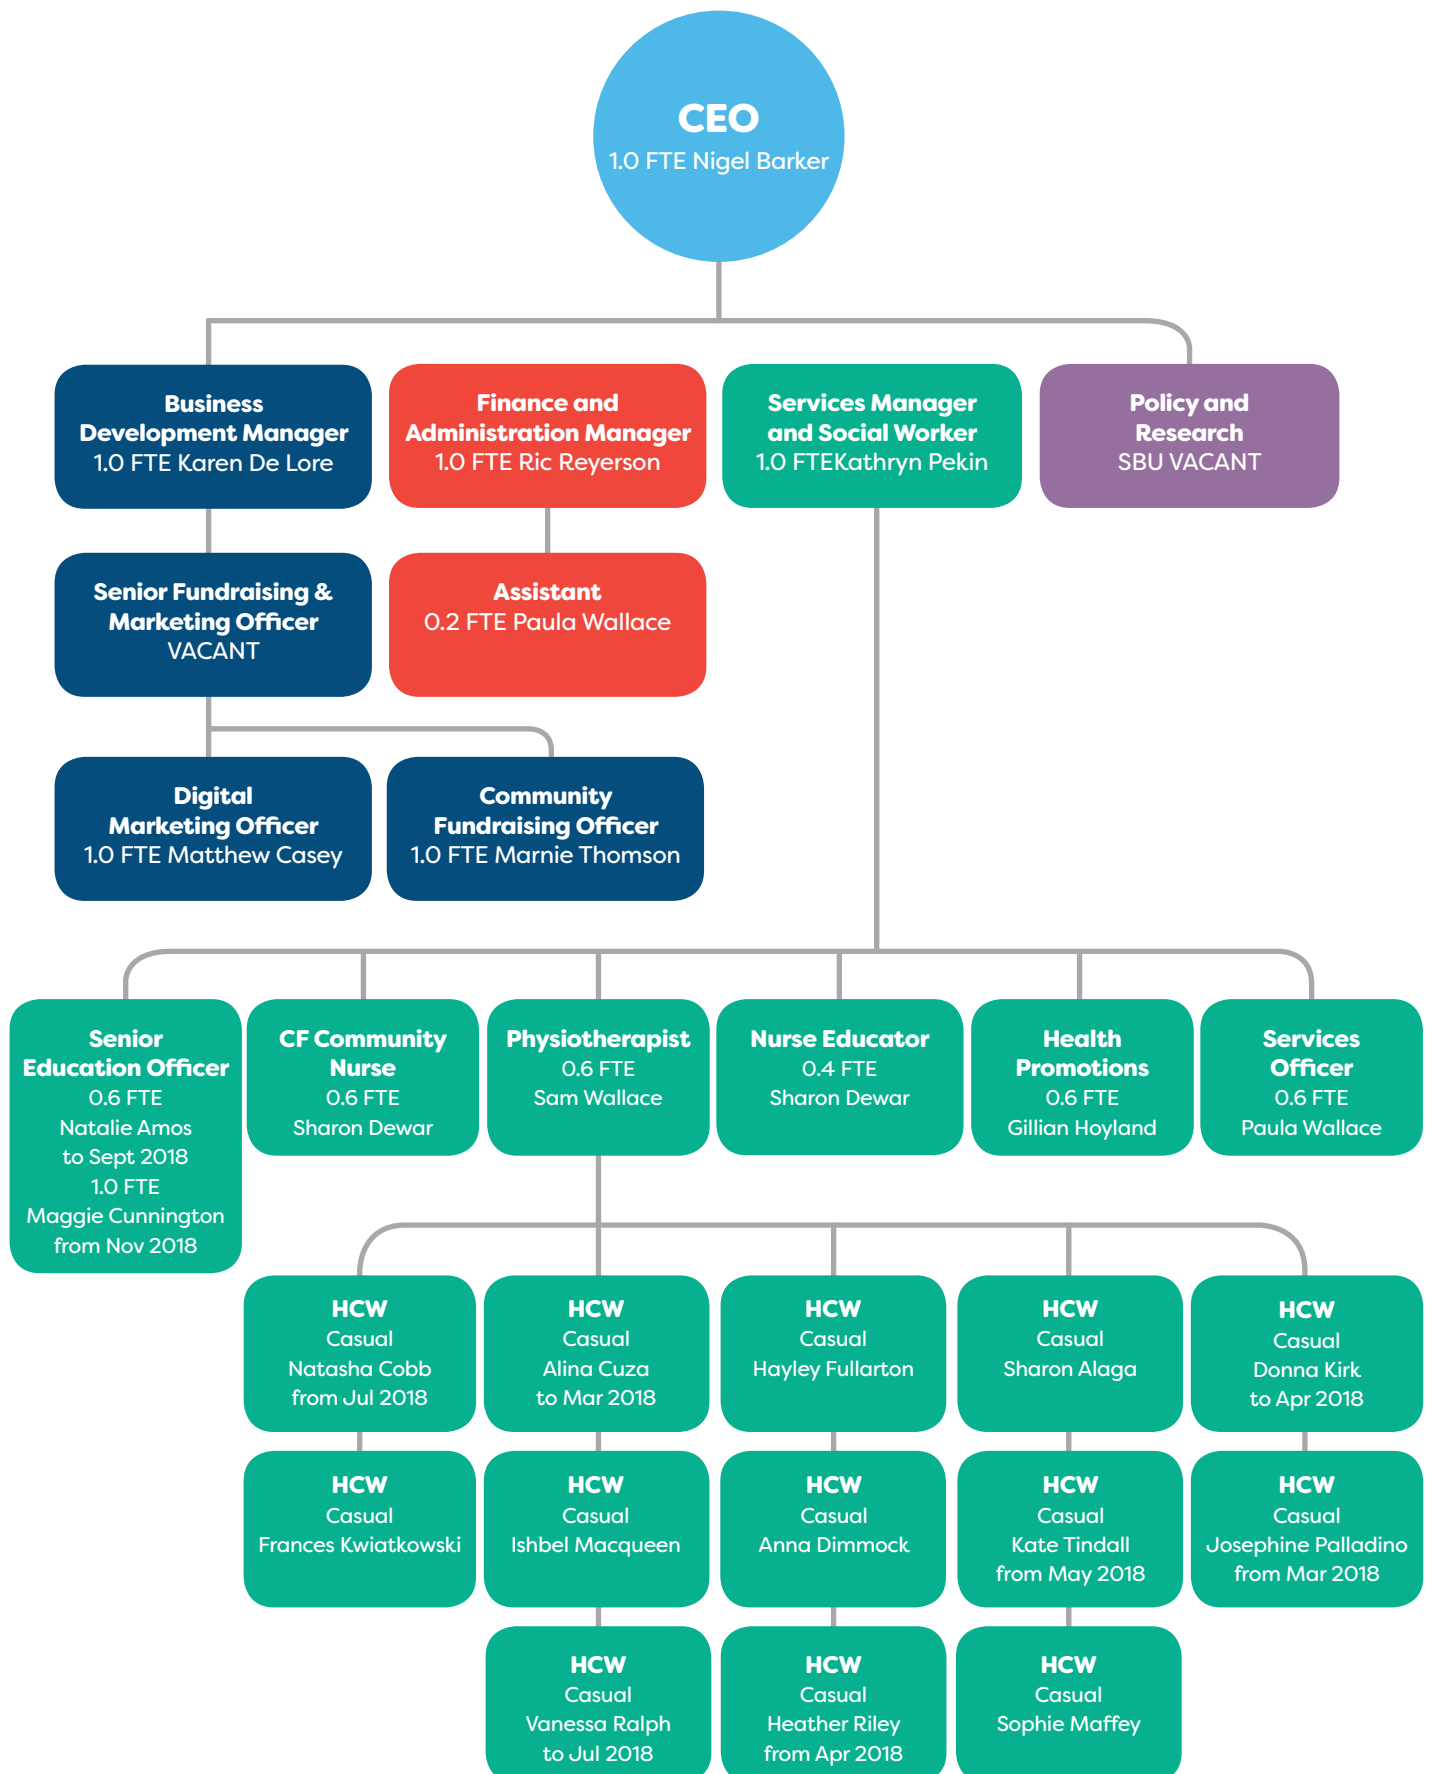 CEO
1.0 FTE Nigel Barker
Business
Development Manager
1.0 FTE Karen De Lore
Finance and
Administration Manager
1.0 FTE Ric Reyerson
Services Manager
and Social Worker
1.0 FTEKathryn Pekin
Policy and
Research
SBU VACANT
Senior Fundraising &
Marketing Officer
VACANT
Assistant
0.2 FTE Paula Wallace
Digital
Marketing Officer
1.0 FTE Matthew Casey
Community
Fundraising Officer
1.0 FTE Marnie Thomson
Senior
Education Officer
0.6 FTE
Natalie Amos
to Sept 2018
1.0 FTE
Maggie Cunnington
from Nov 2018
CF Community
Nurse
0.6 FTE
Sharon Dewar
Physiotherapist
0.6 FTE
Sam Wallace
Nurse Educator
0.4 FTE
Sharon Dewar
Health
Promotions
0.6 FTE
Gillian Hoyland
Services
Officer
0.6 FTE
Paula Wallace
HCW
Casual
Natasha Cobb
from Jul 2018
HCW
Casual
Alina Cuza
to Mar 2018
HCW
Casual
Hayley Fullarton
HCW
Casual
Sharon Alaga
HCW
Casual
Donna Kirk
to Apr 2018
HCW
Casual
Frances Kwiatkowski
HCW
Casual
Ishbel Macqueen
HCW
Casual
Anna Dimmock
HCW
Casual
Kate Tindall
from May 2018
HCW
Casual
Josephine Palladino
from Mar 2018
HCW
Casual
Vanessa Ralph
to Jul 2018
HCW
Casual
Heather Riley
from Apr 2018
HCW
Casual
Sophie Maffey